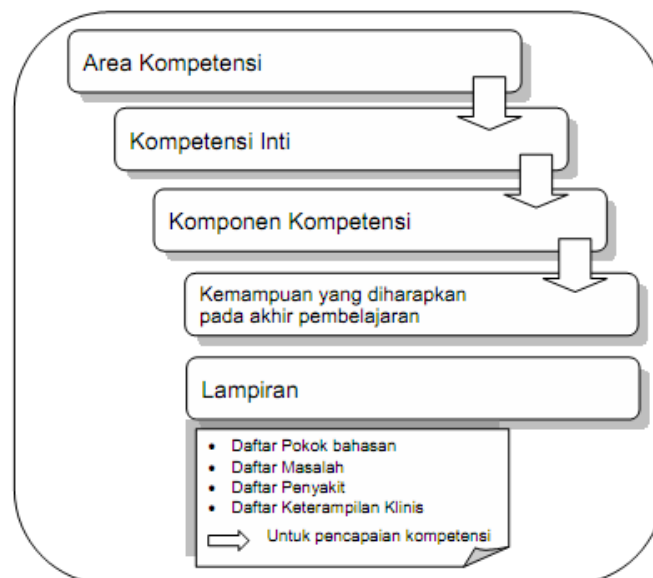 Area Kompetensi
Kompetensi Inti
Komponen Kompetensi
Kemampuan yang diharapkan
pada akhir pembelajaran
Lampiran
• Daftar Pokok bahasan
• Daftar Masalah
• Daftar Penyakit
• Daftar Keterampilan Klinis
Untuk pencapaian kompetensi